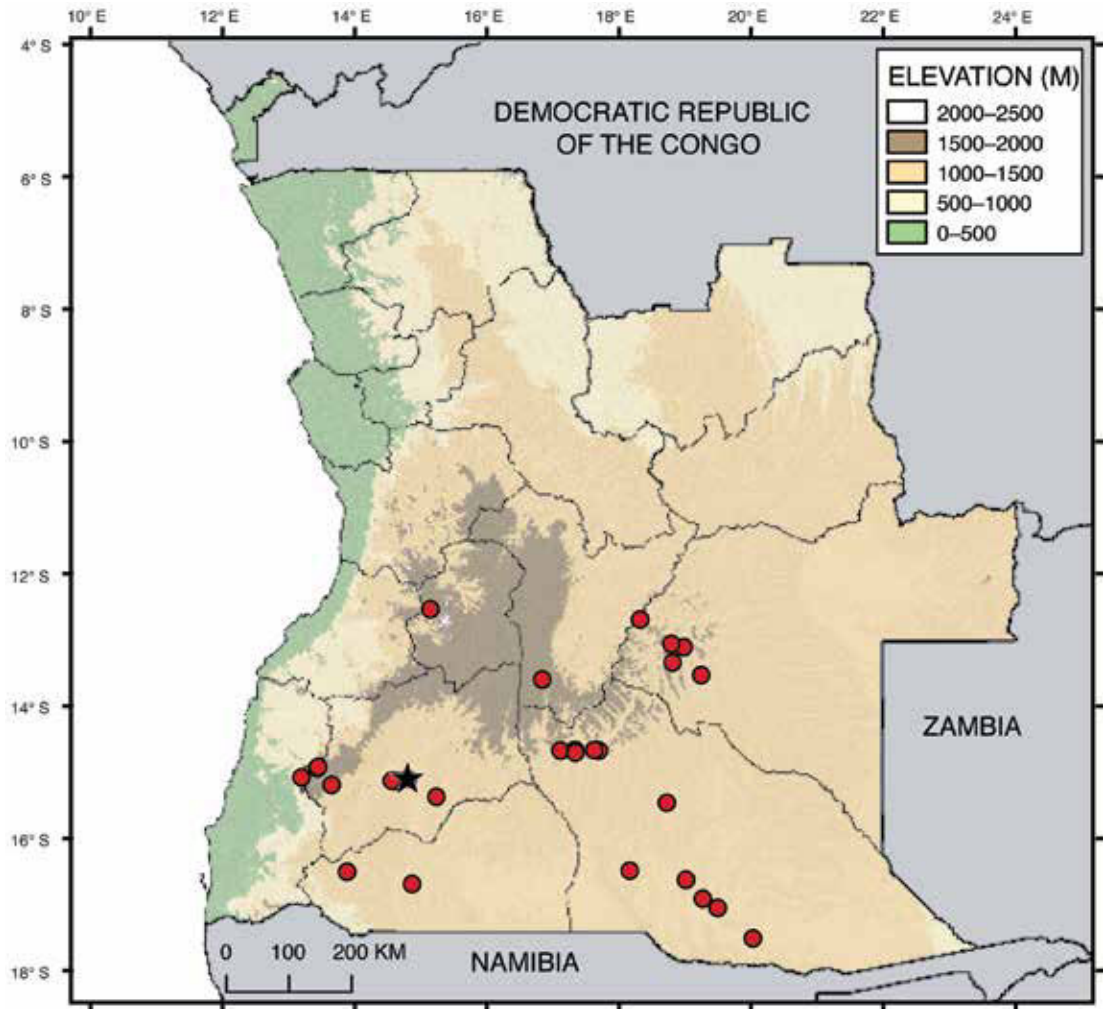 10° E 12° E 14° E 16° E 18° E 20° E 22° E 24° E
4° S
6° S
8° S
10° S
12° S
14° S
16° S
18° S
ELEVATION (M)
2000–2500
1500–2000
1000–1500
500–1000
0–500
DEMOCRATIC REPUBLIC
OF THE CONGO
ZAMBIA
NAMIBIA
0 100 200 KM